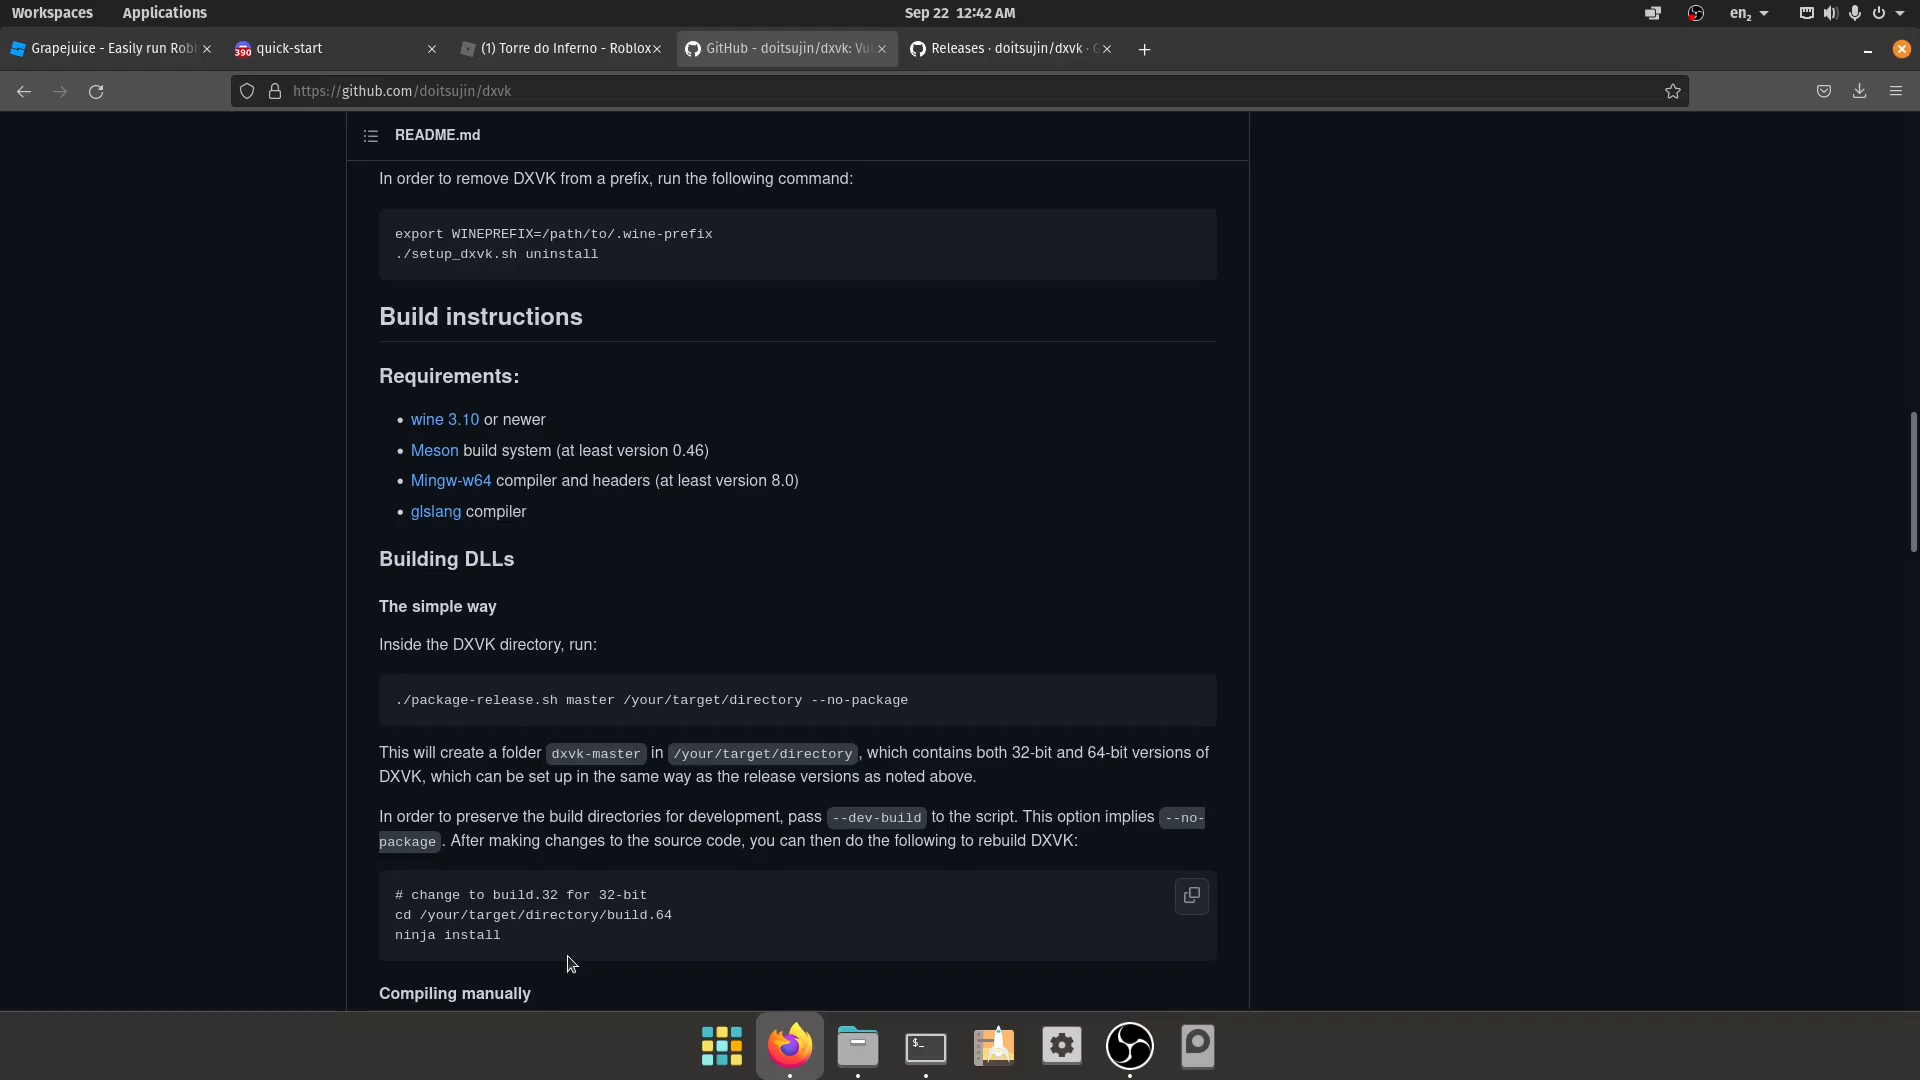 Workspaces Applications Sep 22 12:42 AM en₂
Grapejuice - Easily run Robl quick-start (1) Torre do Inferno - Roblox GitHub - doitsujin/dxvk: Vul Releases · doitsujin/dxvk · G
390
https://github.com/doitsujin/dxvk
README.md
In order to remove DXVK from a prefix, run the following command:
export WINEPREFIX=/path/to/.wine-prefix
./setup_dxvk.sh uninstall
Build instructions
Requirements:
• wine 3.10 or newer
• Meson build system (at least version 0.46)
• Mingw-w64 compiler and headers (at least version 8.0)
• glslang compiler
Building DLLs
The simple way
Inside the DXVK directory, run:
./package-release.sh master /your/target/directory --no-package
This will create a folder dxvk-master in /your/target/directory, which contains both 32-bit and 64-bit versions of
DXVK, which can be set up in the same way as the release versions as noted above.
In order to preserve the build directories for development, pass --dev-build to the script. This option implies --no-
package. After making changes to the source code, you can then do the following to rebuild DXVK:
# change to build.32 for 32-bit
cd /your/target/directory/build.64
ninja install
Compiling manually
$_